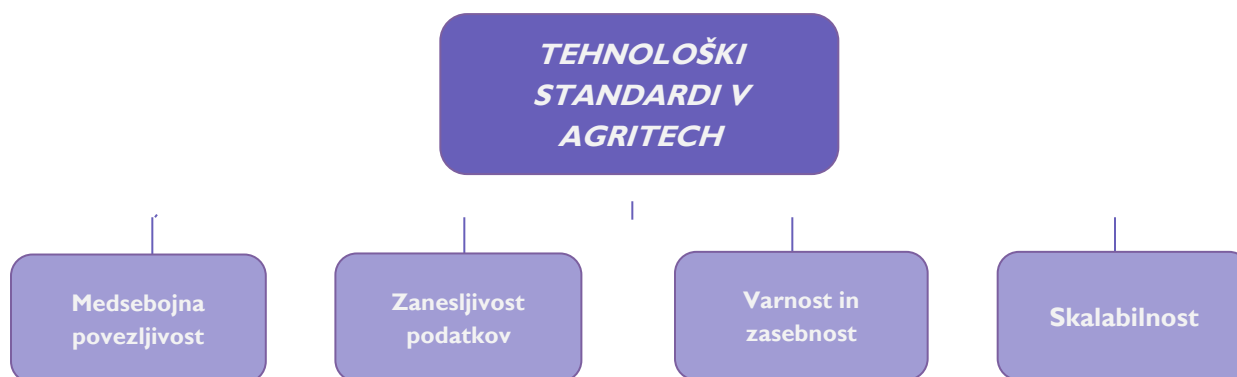 TEHNOLOŠKI
STANDARDI V
AGRITECH
Medsebojna
povezljivost
Zanesljivost
podatkov
Varnost in
zasebnost
Skalabilnost